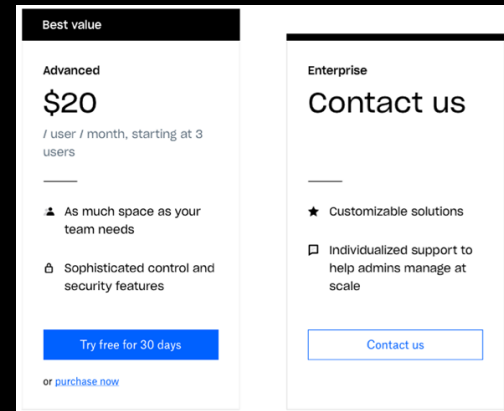 Best value
Advanced
$20
/ user / month, starting at 3
users
As much space as your
team needs
Sophisticated control and
security features
Try free for 30 days
or purchase now
Enterprise
Contact us
Customizable solutions
Individualized support to
help admins manage at
scale
Contact us